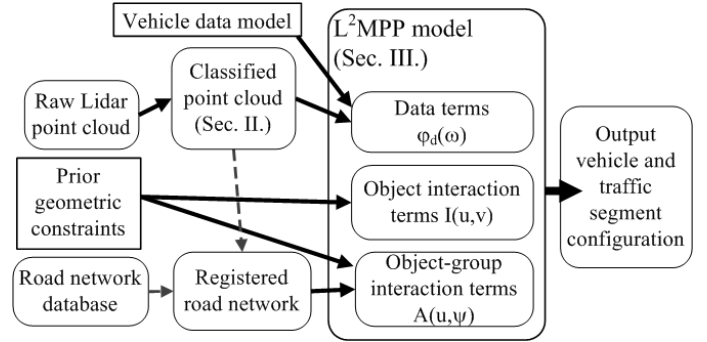 Vehicle data model
Raw Lidar
point cloud
Classified
point cloud
(Sec. II.)
Prior
geometric
constraints
Road network
database
Registered
road network
L²MPP model
(Sec. III.)
Data terms
φd(ω)
Object interaction
terms I(u,v)
Object-group
interaction terms
A(u,ψ)
Output
vehicle and
traffic
segment
configuration